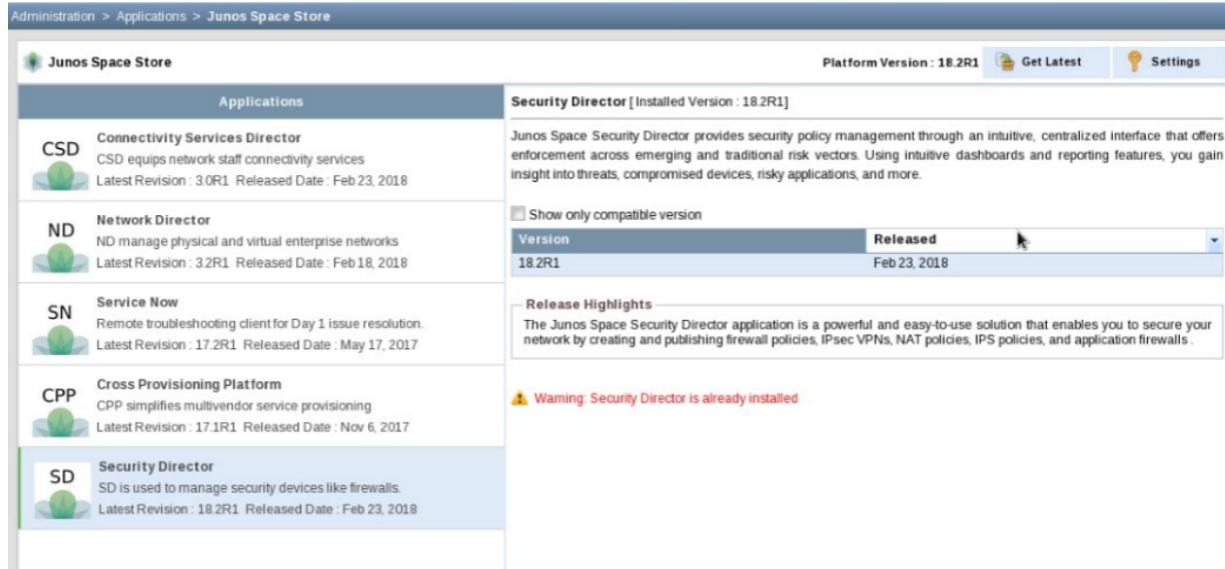 Administration > Applications > Junos Space Store
Junos Space Store
Platform Version : 18.2R1
Get Latest
Settings
Applications
CSD
Connectivity Services Director
CSD equips network staff connectivity services
Latest Revision : 3.0R1 Released Date : Feb 23, 2018
ND
Network Director
ND manage physical and virtual enterprise networks
Latest Revision : 3.2R1 Released Date : Feb 18, 2018
SN
Service Now
Remote troubleshooting client for Day 1 issue resolution.
Latest Revision : 17.2R1 Released Date : May 17, 2017
CPP
Cross Provisioning Platform
CPP simplifies multivendor service provisioning
Latest Revision : 17.1R1 Released Date : Nov 6, 2017
SD
Security Director
SD is used to manage security devices like firewalls.
Latest Revision : 18.2R1 Released Date : Feb 23, 2018
Security Director [ Installed Version : 18.2R1]
Junos Space Security Director provides security policy management through an intuitive, centralized interface that offers
enforcement across emerging and traditional risk vectors. Using intuitive dashboards and reporting features, you gain
insight into threats, compromised devices, risky applications, and more.
Show only compatible version
Version Released
18.2R1 Feb 23, 2018
Release Highlights
The Junos Space Security Director application is a powerful and easy-to-use solution that enables you to secure your
network by creating and publishing firewall policies, IPsec VPNs, NAT policies, IPS policies, and application firewalls .
Warning: Security Director is already installed